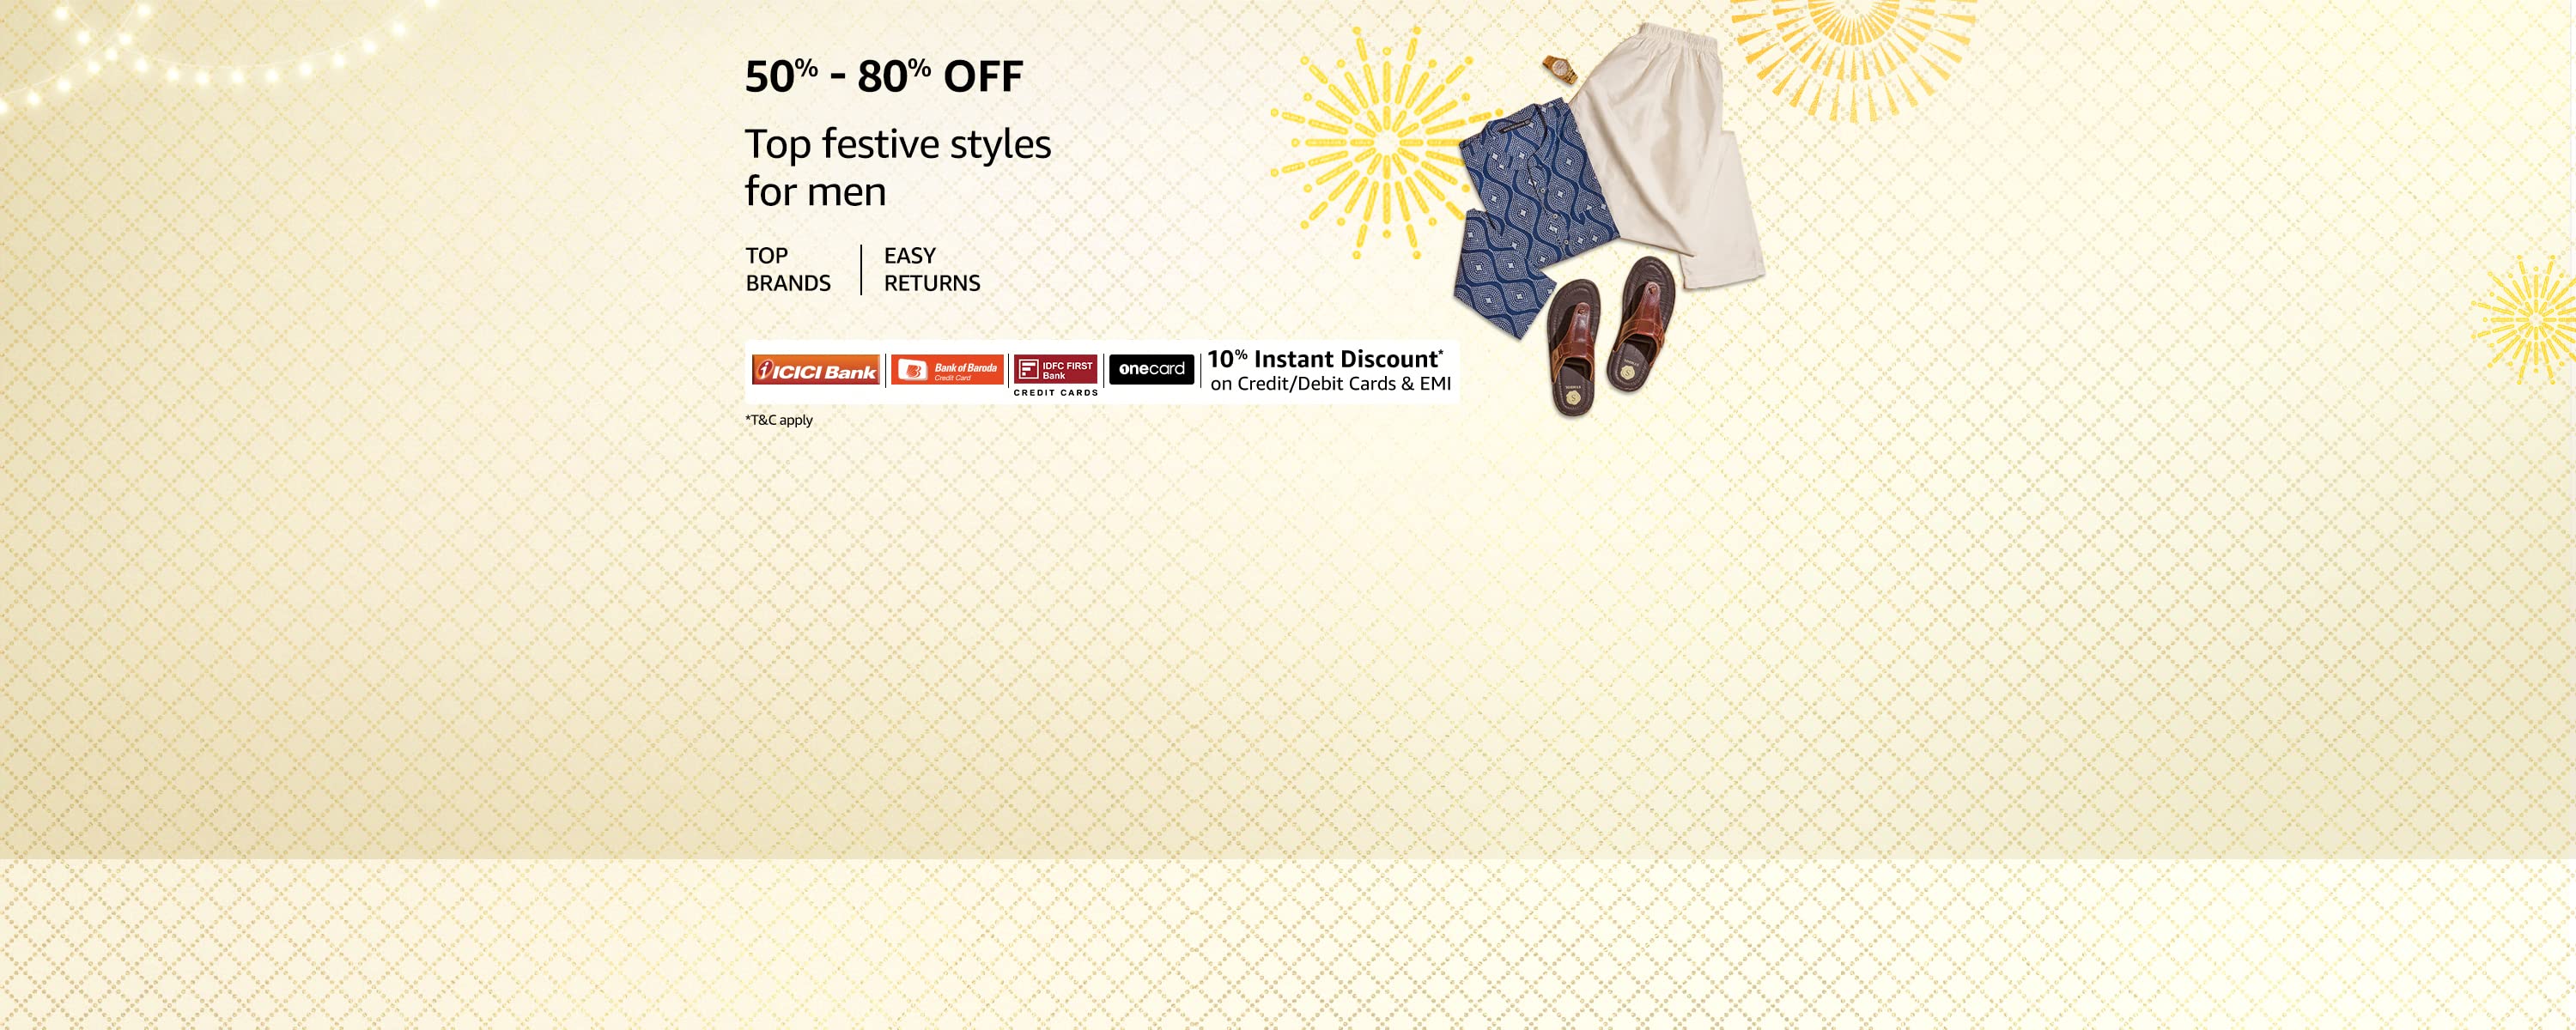 50% - 80% OFF
Top festive styles
for men
TOP
BRANDS
EASY
RETURNS
ICICI Bank
Bank of Baroda
Credit Card
IDFC FIRST
Bank
CREDIT CARDS
onecard
10% Instant Discount*
on Credit/Debit Cards & EMI
*T&C apply